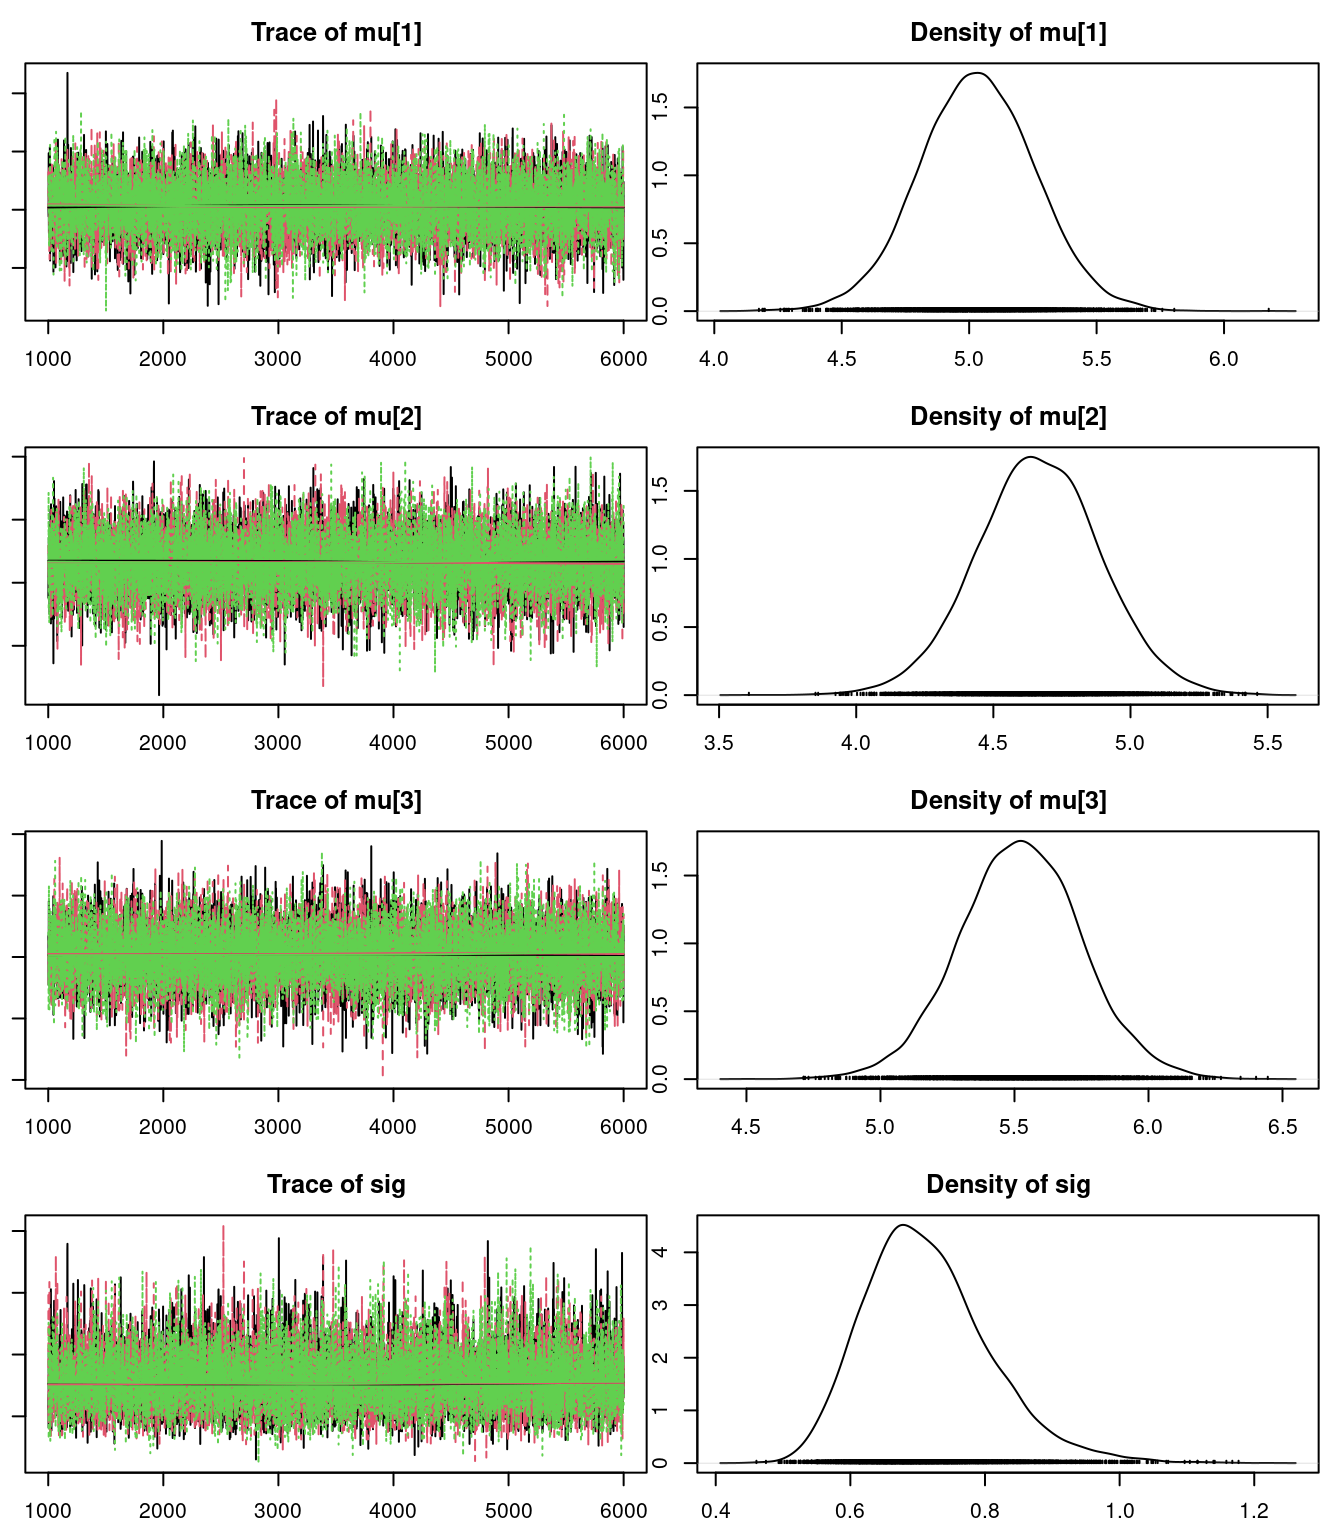 Trace of mu[1]
Density of mu[1]
1000 2000 3000 4000 5000 6000
0.0 0.5 1.0 1.5
4.0 4.5 5.0 5.5 6.0
Trace of mu[2]
Density of mu[2]
1000 2000 3000 4000 5000 6000
0.0 0.5 1.0 1.5
3.5 4.0 4.5 5.0 5.5
Trace of mu[3]
Density of mu[3]
1000 2000 3000 4000 5000 6000
0.0 0.5 1.0 1.5
4.5 5.0 5.5 6.0 6.5
Trace of sig
Density of sig
1000 2000 3000 4000 5000 6000
0 1 2 3 4
0.4 0.6 0.8 1.0 1.2